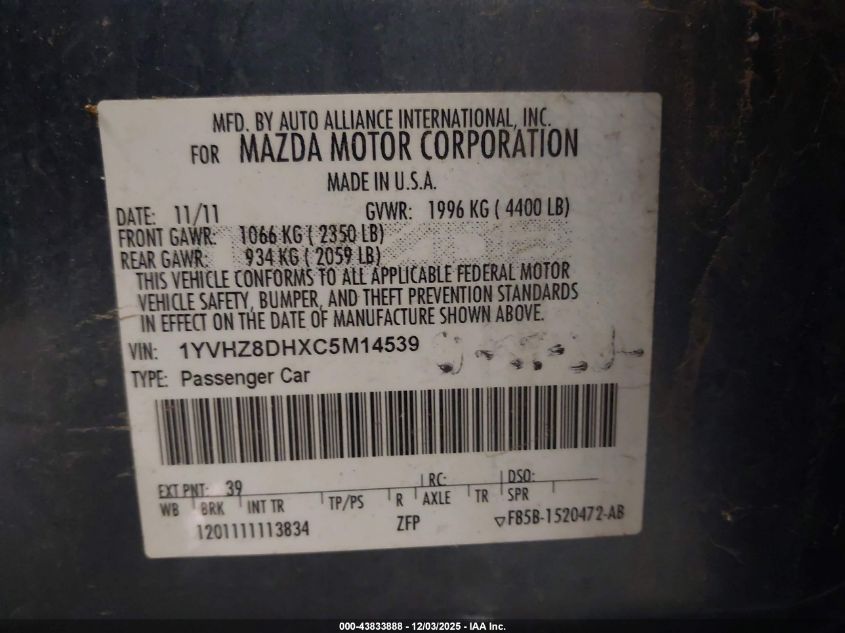 MFD. BY AUTO ALLIANCE INTERNATIONAL, INC.
FOR MAZDA MOTOR CORPORATION
MADE IN U.S.A.
DATE: 11/11 GVWR: 1996 KG ( 4400 LB)
FRONT GAWR: 1066 KG ( 2350 LB)
REAR GAWR: 934 KG ( 2059 LB)
THIS VEHICLE CONFORMS TO ALL APPLICABLE FEDERAL MOTOR
VEHICLE SAFETY, BUMPER, AND THEFT PREVENTION STANDARDS
IN EFFECT ON THE DATE OF MANUFACTURE SHOWN ABOVE.
VIN: 1YVHZ8DHXC5M14539
TYPE: Passenger Car
EXT PNT: 39 RC: DSO:
WB BRK INT TR TP/PS R AXLE TR SPR
1201111113834 ZFP ▽FB5B-1520472-AB
000-43833888 - 12/03/2025 - IAA Inc.